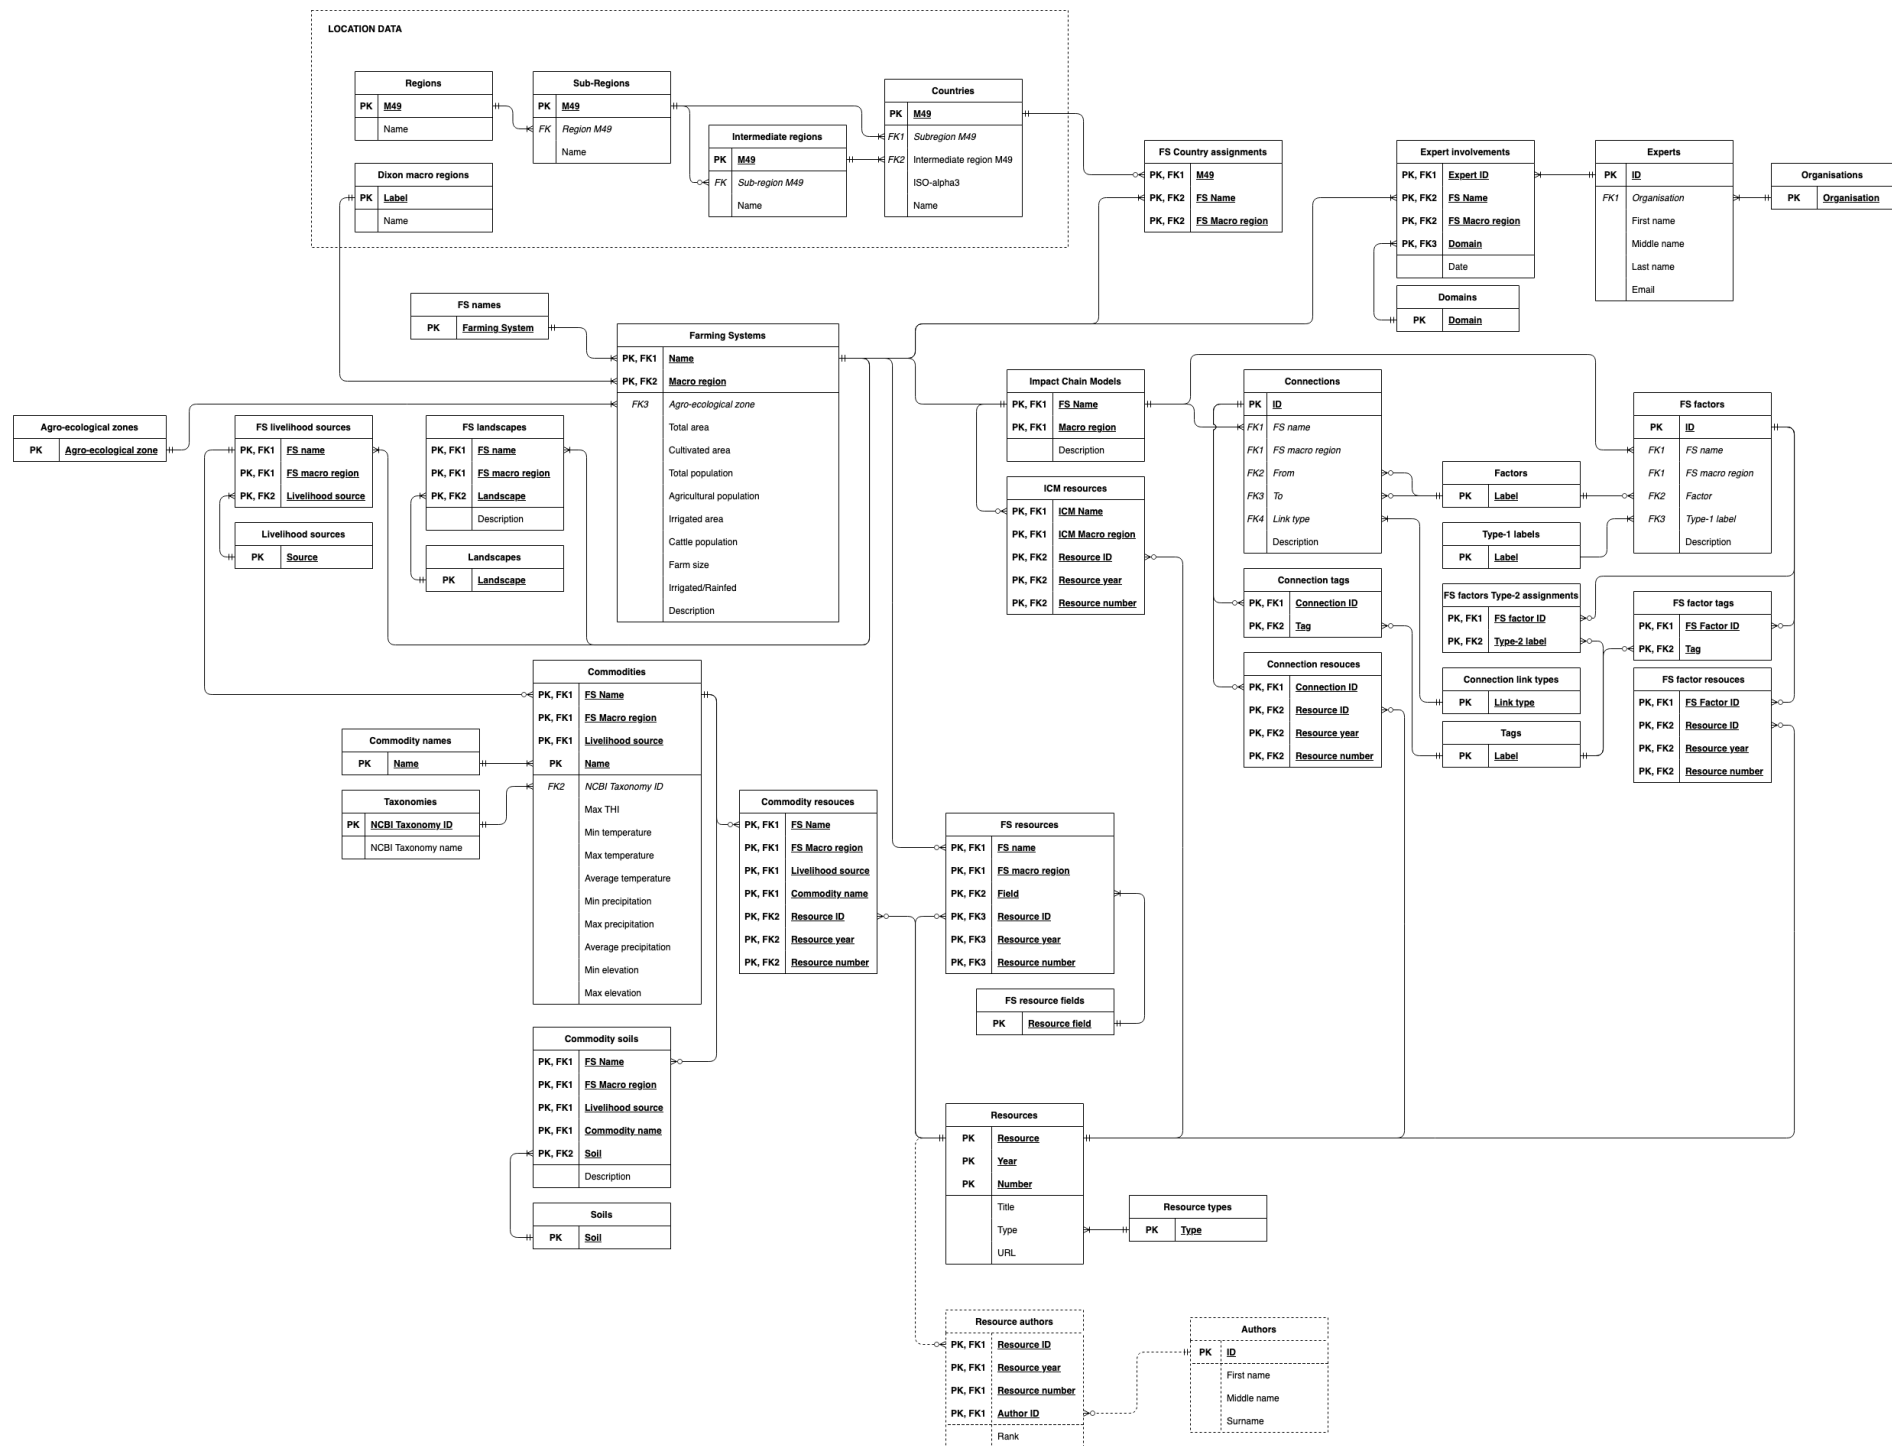 LOCATION DATA
Regions
PK M49
Name
Sub-Regions
PK M49
FK Region M49
Name
Countries
PK M49
FK1 Subregion M49
FK2 Intermediate region M49
ISO-alpha3
Name
Intermediate regions
PK M49
FK Sub-region M49
Name
Dixon macro regions
PK Label
Name
FS Country assignments
PK, FK1 M49
PK, FK2 FS Name
PK, FK2 FS Macro region
Expert involvements
PK, FK1 Expert ID
PK, FK2 FS Name
PK, FK2 FS Macro region
PK, FK3 Domain
Date
Experts
PK ID
FK1 Organisation
First name
Middle name
Last name
Email
Organisations
PK Organisation
Domains
PK Domain
FS names
PK Farming System
Farming Systems
PK, FK1 Name
PK, FK2 Macro region
FK3 Agro-ecological zone
Total area
Cultivated area
Total population
Agricultural population
Irrigated area
Cattle population
Farm size
Irrigated/Rainfed
Description
Agro-ecological zones
PK Agro-ecological zone
FS livelihood sources
PK, FK1 FS name
PK, FK1 FS macro region
PK, FK2 Livelihood source
Livelihood sources
PK Source
FS landscapes
PK, FK1 FS name
PK, FK1 FS macro region
PK, FK2 Landscape
Description
Landscapes
PK Landscape
Impact Chain Models
PK, FK1 FS Name
PK, FK1 Macro region
Description
ICM resources
PK, FK1 ICM Name
PK, FK1 ICM Macro region
PK, FK2 Resource ID
PK, FK2 Resource year
PK, FK2 Resource number
Connections
PK ID
FK1 FS name
FK1 FS macro region
FK2 From
FK3 To
FK4 Link type
Description
Factors
PK Label
Type-1 labels
PK Label
FS factors
PK ID
FK1 FS name
FK1 FS macro region
FK2 Factor
FK3 Type-1 label
Description
Connection tags
PK, FK1 Connection ID
PK, FK2 Tag
FS factors Type-2 assignments
PK, FK1 FS factor ID
PK, FK2 Type-2 label
FS factor tags
PK, FK1 FS Factor ID
PK, FK2 Tag
Connection resouces
PK, FK1 Connection ID
PK, FK2 Resource ID
PK, FK2 Resource year
PK, FK2 Resource number
Connection link types
PK Link type
Tags
PK Label
FS factor resouces
PK, FK1 FS Factor ID
PK, FK2 Resource ID
PK, FK2 Resource year
PK, FK2 Resource number
Commodities
PK, FK1 FS Name
PK, FK1 FS Macro region
PK, FK1 Livelihood source
PK Name
FK2 NCBI Taxonomy ID
Max THI
Min temperature
Max temperature
Average temperature
Min precipitation
Max precipitation
Average precipitation
Min elevation
Max elevation
Commodity names
PK Name
Taxonomies
PK NCBI Taxonomy ID
NCBI Taxonomy name
Commodity resouces
PK, FK1 FS Name
PK, FK1 FS Macro region
PK, FK1 Livelihood source
PK, FK1 Commodity name
PK, FK2 Resource ID
PK, FK2 Resource year
PK, FK2 Resource number
FS resources
PK, FK1 FS name
PK, FK1 FS macro region
PK, FK2 Field
PK, FK3 Resource ID
PK, FK3 Resource year
PK, FK3 Resource number
FS resource fields
PK Resource field
Commodity soils
PK, FK1 FS Name
PK, FK1 FS Macro region
PK, FK1 Livelihood source
PK, FK1 Commodity name
PK, FK2 Soil
Description
Soils
PK Soil
Resources
PK Resource
PK Year
PK Number
Title
Type
URL
Resource types
PK Type
Resource authors
PK, FK1 Resource ID
PK, FK1 Resource year
PK, FK1 Resource number
PK, FK1 Author ID
Rank
Authors
PK ID
First name
Middle name
Surname